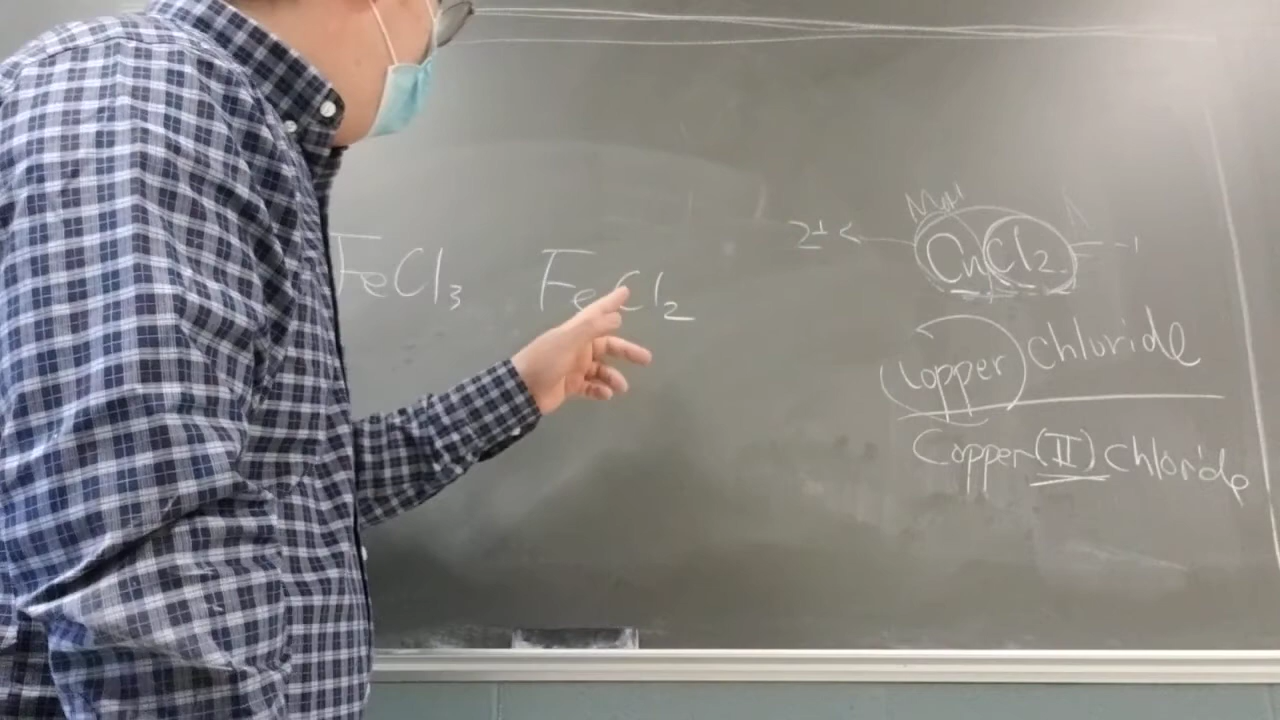 FeCl₃ FeCl₂
2+ CuCl₂ -1
Copper chloride
Copper(II) chloride